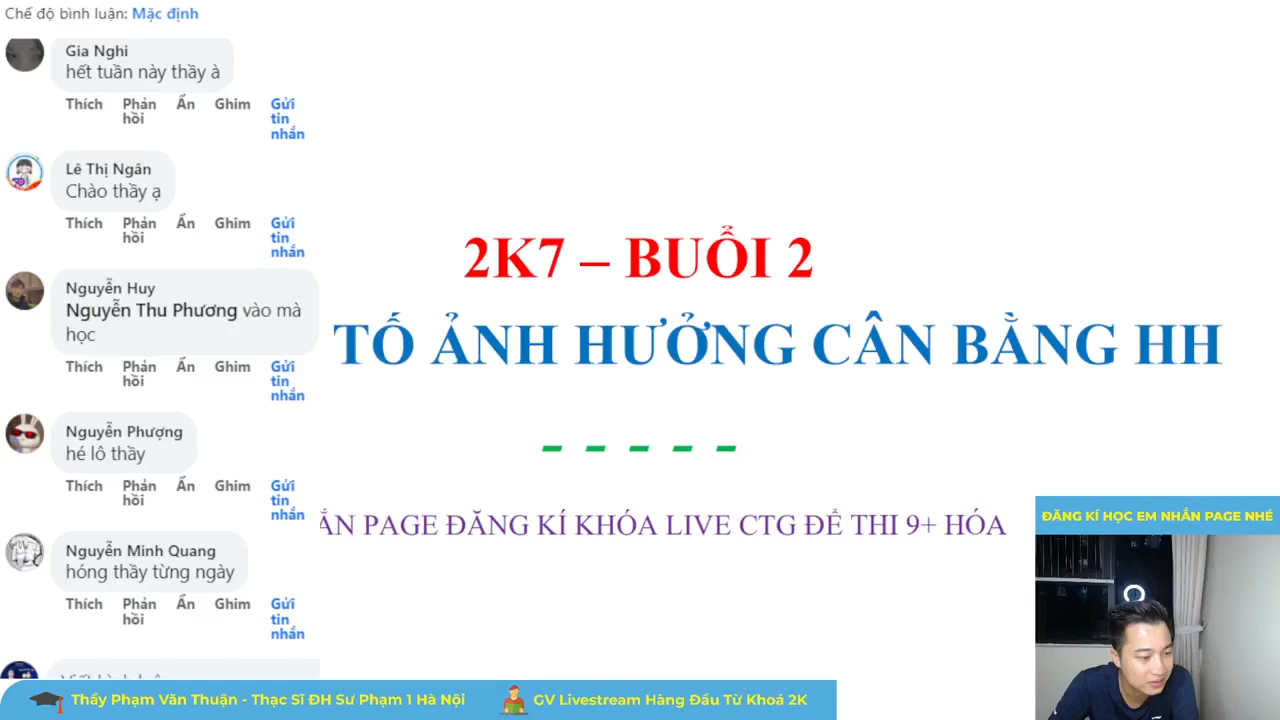 Chế độ bình luận: Mặc định
Gia Nghi
hết tuần này thầy à
Thích Phản hồi Ẩn Ghim Gửi tin nhắn
Lê Thị Ngân
Chào thầy ạ
Thích Phản hồi Ẩn Ghim Gửi tin nhắn
Nguyễn Huy
Nguyễn Thu Phương vào mà
học
Thích Phản hồi Ẩn Ghim Gửi tin nhắn
Nguyễn Phượng
hé lô thầy
Thích Phản hồi Ẩn Ghim Gửi tin nhắn
Nguyễn Minh Quang
hóng thầy từng ngày
Thích Phản hồi Ẩn Ghim Gửi tin nhắn
2K7 – BUỔI 2
TỐ ẢNH HƯỞNG CÂN BẰNG HH
- - - - -
PAGE ĐĂNG KÍ KHÓA LIVE CTG ĐỂ THI 9+ HÓA
ĐĂNG KÍ HỌC EM NHẮN PAGE NHÉ
Thầy Phạm Văn Thuận - Thạc Sĩ ĐH Sư Phạm 1 Hà Nội
GV Livestream Hàng Đầu Từ Khoá 2K